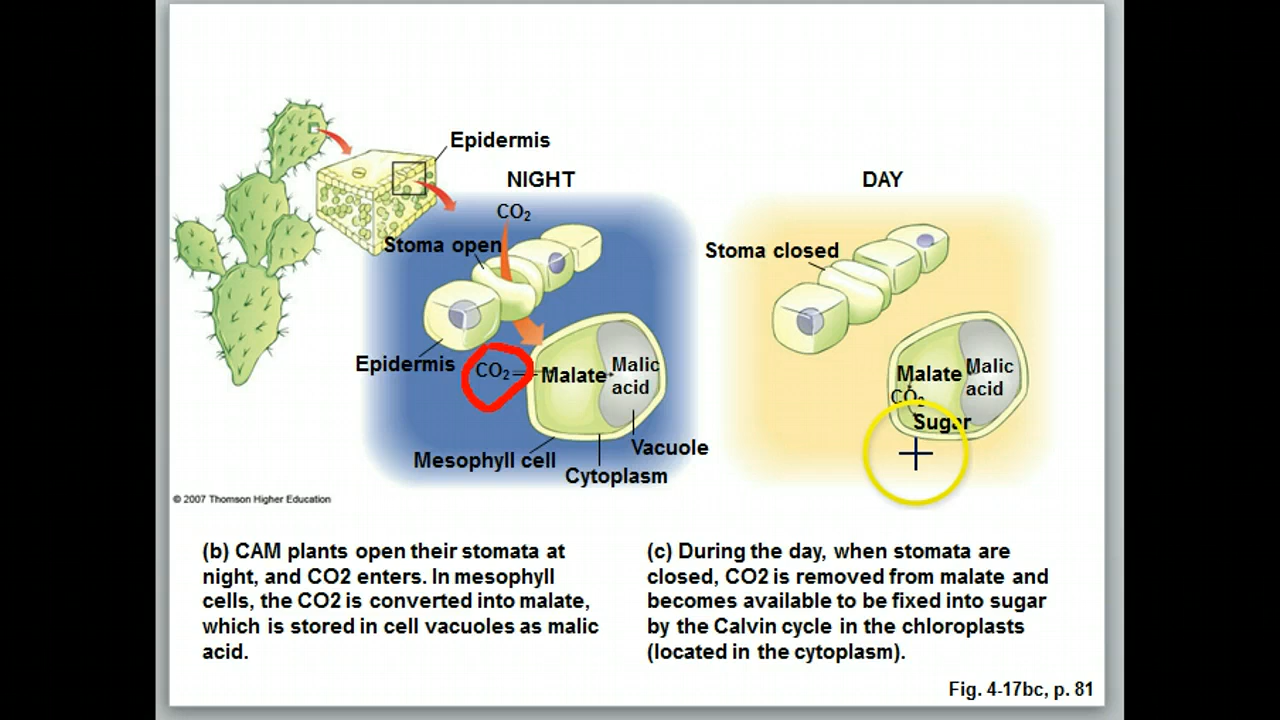 Epidermis
NIGHT
DAY
CO₂
Stoma open
Stoma closed
Epidermis
CO₂
Malate
Malic
acid
Malate
Malic
acid
CO₂
Sugar
Vacuole
Mesophyll cell
Cytoplasm
© 2007 Thomson Higher Education
(b) CAM plants open their stomata at
night, and CO2 enters. In mesophyll
cells, the CO2 is converted into malate,
which is stored in cell vacuoles as malic
acid.
(c) During the day, when stomata are
closed, CO2 is removed from malate and
becomes available to be fixed into sugar
by the Calvin cycle in the chloroplasts
(located in the cytoplasm).
Fig. 4-17bc, p. 81